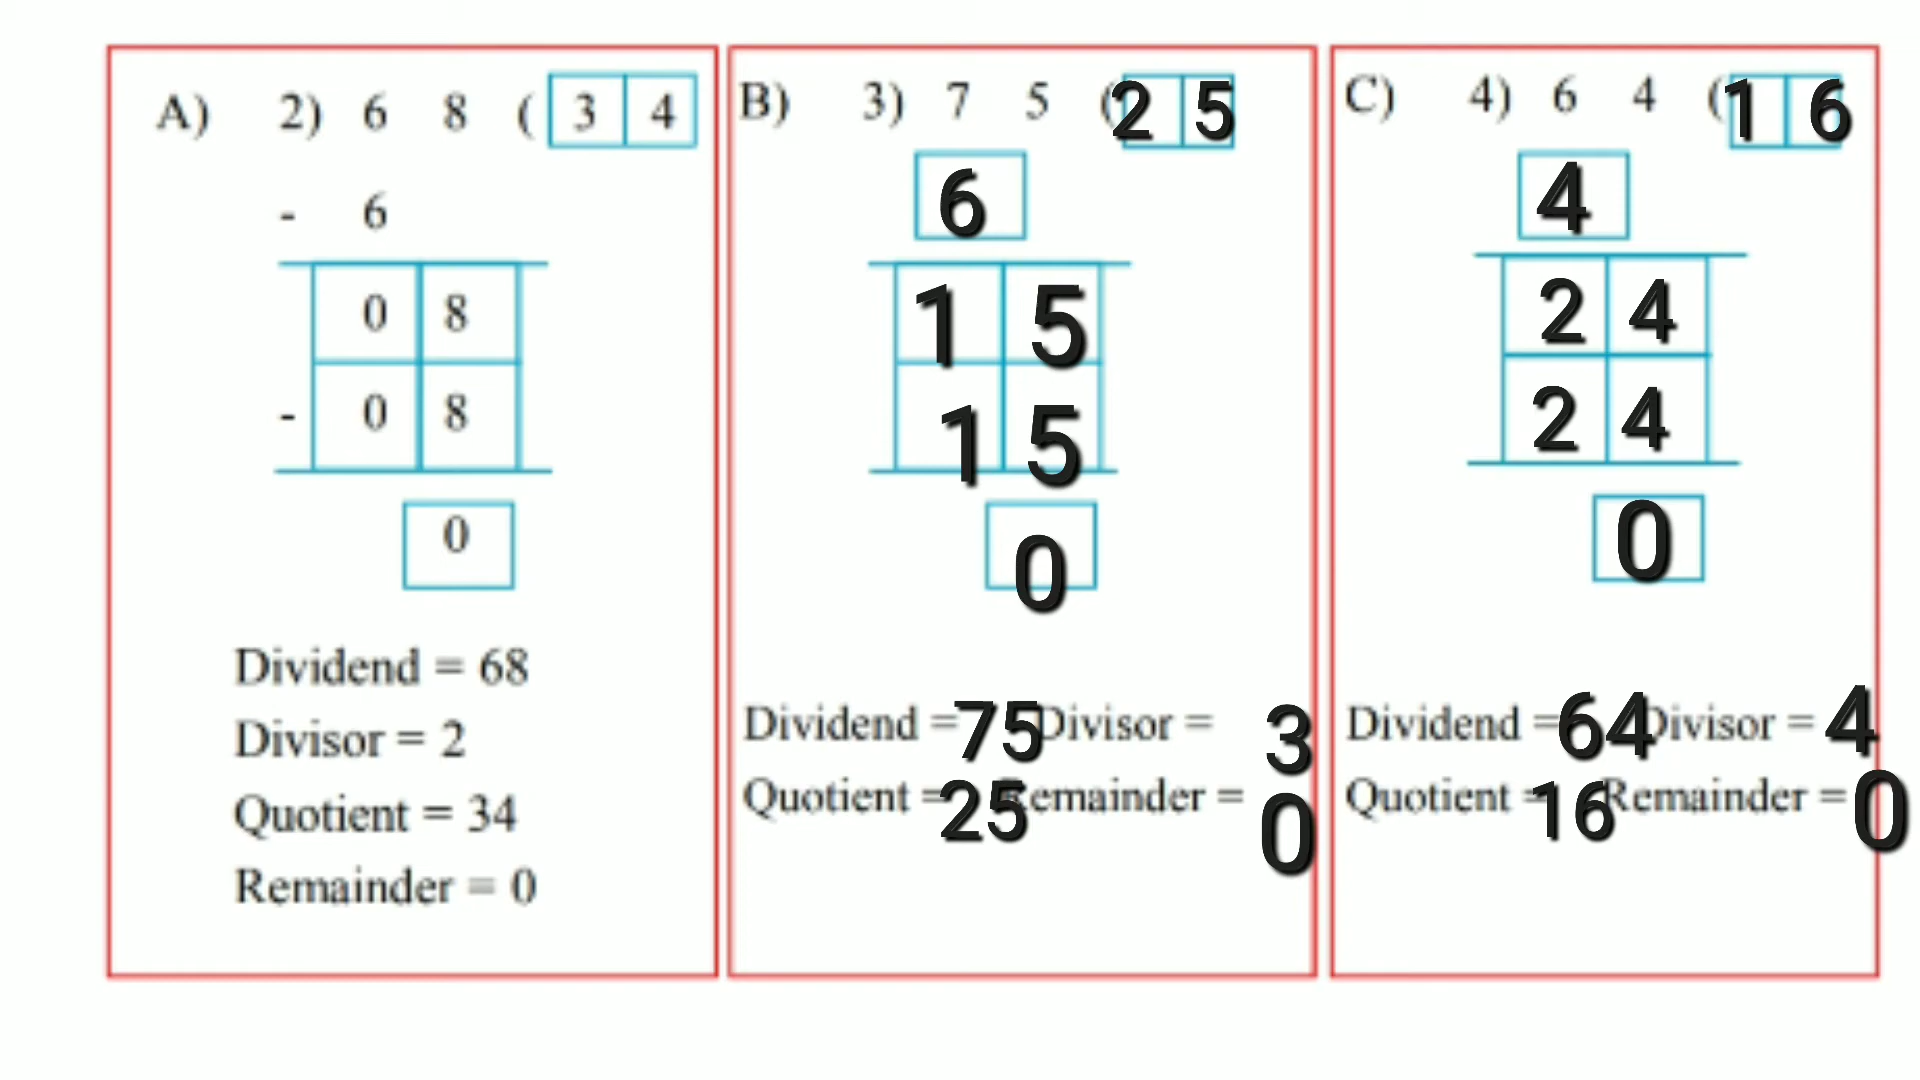 A) 2) 6 8 ( 3 4
- 6
0 8
- 0 8
0
Dividend = 68
Divisor = 2
Quotient = 34
Remainder = 0
B) 3) 7 5 ( 2 5
6
1 5
1 5
0
Dividend = 75 Divisor = 3
Quotient = 25 Remainder = 0
C) 4) 6 4 ( 1 6
4
2 4
2 4
0
Dividend = 64 Divisor = 4
Quotient = 16 Remainder = 0